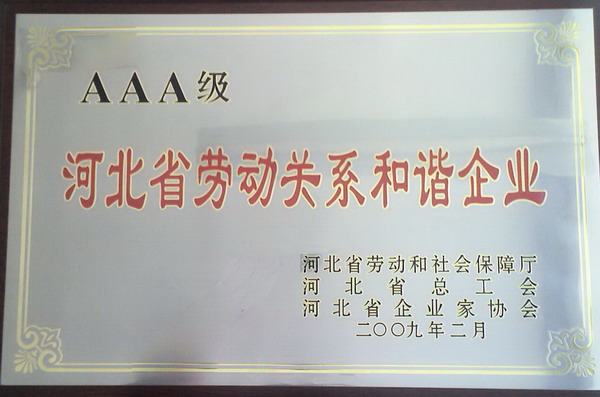 AAA级
河北省劳动关系和谐企业
河北省劳动和社会保障厅
河北省总工会
河北省企业家协会
二〇〇九年二月